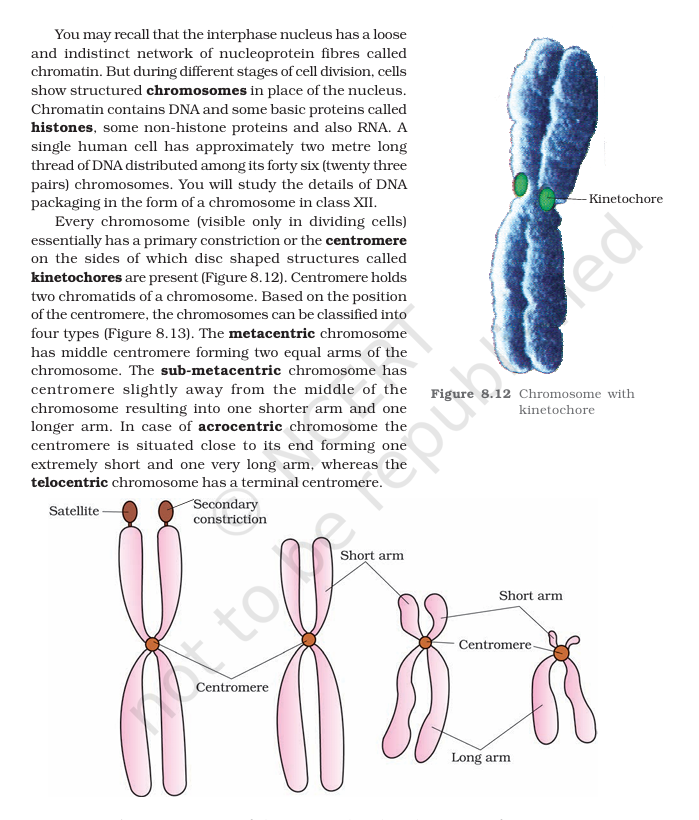 You may recall that the interphase nucleus has a loose
and indistinct network of nucleoprotein fibres called
chromatin. But during different stages of cell division, cells
show structured chromosomes in place of the nucleus.
Chromatin contains DNA and some basic proteins called
histones, some non-histone proteins and also RNA. A
single human cell has approximately two metre long
thread of DNA distributed among its forty six (twenty three
pairs) chromosomes. You will study the details of DNA
packaging in the form of a chromosome in class XII.
Every chromosome (visible only in dividing cells)
essentially has a primary constriction or the centromere
on the sides of which disc shaped structures called
kinetochores are present (Figure 8.12). Centromere holds
two chromatids of a chromosome. Based on the position
of the centromere, the chromosomes can be classified into
four types (Figure 8.13). The metacentric chromosome
has middle centromere forming two equal arms of the
chromosome. The sub-metacentric chromosome has
centromere slightly away from the middle of the
chromosome resulting into one shorter arm and one
longer arm. In case of acrocentric chromosome the
centromere is situated close to its end forming one
extremely short and one very long arm, whereas the
telocentric chromosome has a terminal centromere.
Kinetochore
Figure 8.12 Chromosome with
kinetochore
Satellite
Secondary
constriction
Short arm
Short arm
Centromere
Centromere
Long arm
© NCERT
not to be republished